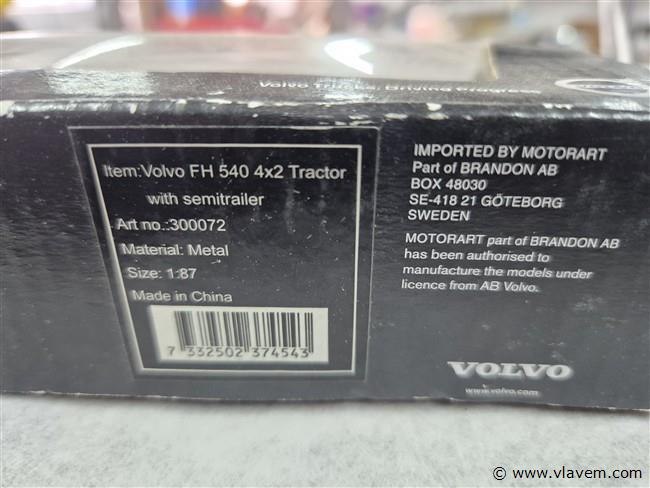 Volvo
Item:Volvo FH 540 4x2 Tractor
with semitrailer
Art no.:300072
Material: Metal
Size: 1:87
Made in China
7 332502 374543
IMPORTED BY MOTORART
Part of BRANDON AB
BOX 48030
SE-418 21 GÖTEBORG
SWEDEN
MOTORART part of BRANDON AB
has been authorised to
manufacture the models under
licence from AB Volvo.
VOLVO
www.volvo.com
© www.vlavem.com